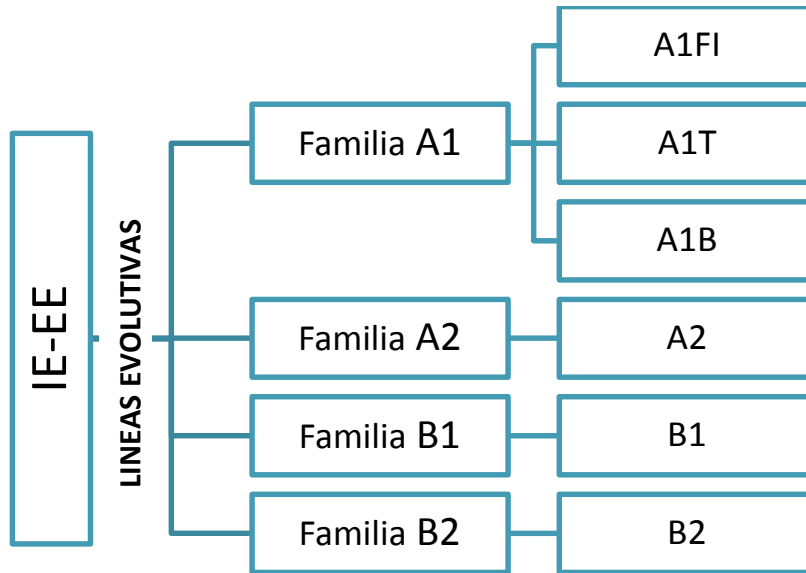 IE-EE
LINEAS EVOLUTIVAS
Familia A1
A1FI
A1T
A1B
Familia A2
A2
Familia B1
B1
Familia B2
B2